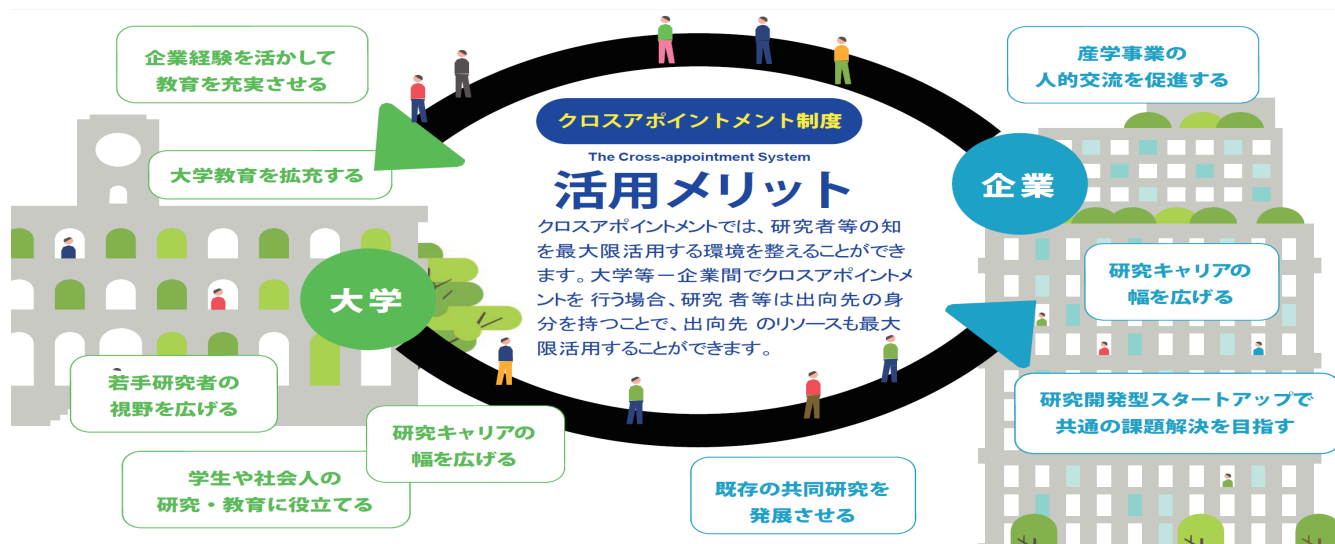 企業経験を活かして
教育を充実させる
大学教育を拡充する
大学
若手研究者の
視野を広げる
学生や社会人の
研究・教育に役立てる
研究キャリアの
幅を広げる
クロスアポイントメント制度
The Cross-appointment System
活用メリット
クロスアポイントメントでは、研究者等の知
を最大限活用する環境を整えることができ
ます。大学等ー企業間でクロスアポイントメ
ントを 行う場合、研究 者等は出向先の身
分を持つことで、出向先 のリソースも最大
限活用することができます。
産学事業の
人的交流を促進する
企業
研究キャリアの
幅を広げる
研究開発型スタートアップで
共通の課題解決を目指す
既存の共同研究を
発展させる